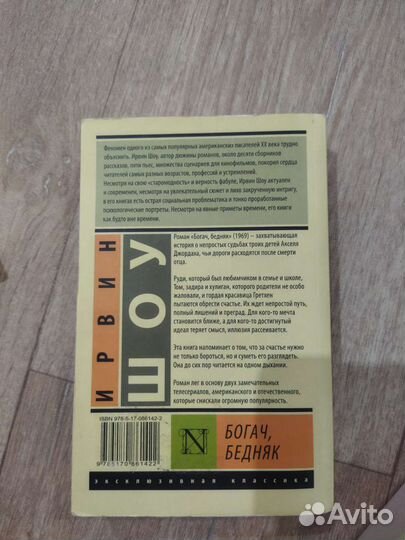 Феномен одного из самых популярных американских писателей XX века трудно
объяснить. Ирвин Шоу, автор дюжины романов, около десяти сборников
рассказов, пяти пьес, множества сценариев для кинофильмов, покорил сердца
читателей самых разных возрастов, профессий и устремлений.
Несмотря на свою «старомодность» и верность фабуле, Ирвин Шоу актуален
и современен, несмотря на увлекательный сюжет и лихо закрученную интригу,
в его книгах есть острая социальная проблематика и тонко проработанные
психологические портреты. Несмотря на явные приметы времени, его книги
как будто вне времени.
ИРВИН
ШОУ
Роман «Богач, бедняк» (1969) – захватывающая
история о непростых судьбах троих детей Акселя
Джордаха, чьи дороги расходятся после смерти
отца.
Руди, который был любимчиком в семье и школе,
Том, задира и хулиган, которого родители не особо
жаловали, и гордая красавица Гретхен
пытаются обрести счастье. Их ждет непростой путь,
полный лишений и преград. Для кого-то мечта
становится ближе, а для кого-то достигнутый
идеал теряет смысл, иллюзия рассеивается.
Эта книга напоминает о том, что за счастье нужно
не только бороться, но и суметь его разглядеть.
Она до сих пор читается на одном дыхании.
Роман лег в основу двух замечательных
телесериалов, американского и отечественного,
которые снискали огромную популярность.
ISBN 978-5-17-086142-2
9785170861422
N
БОГАЧ,
БЕДНЯК
эксклюзивная классика
Avito